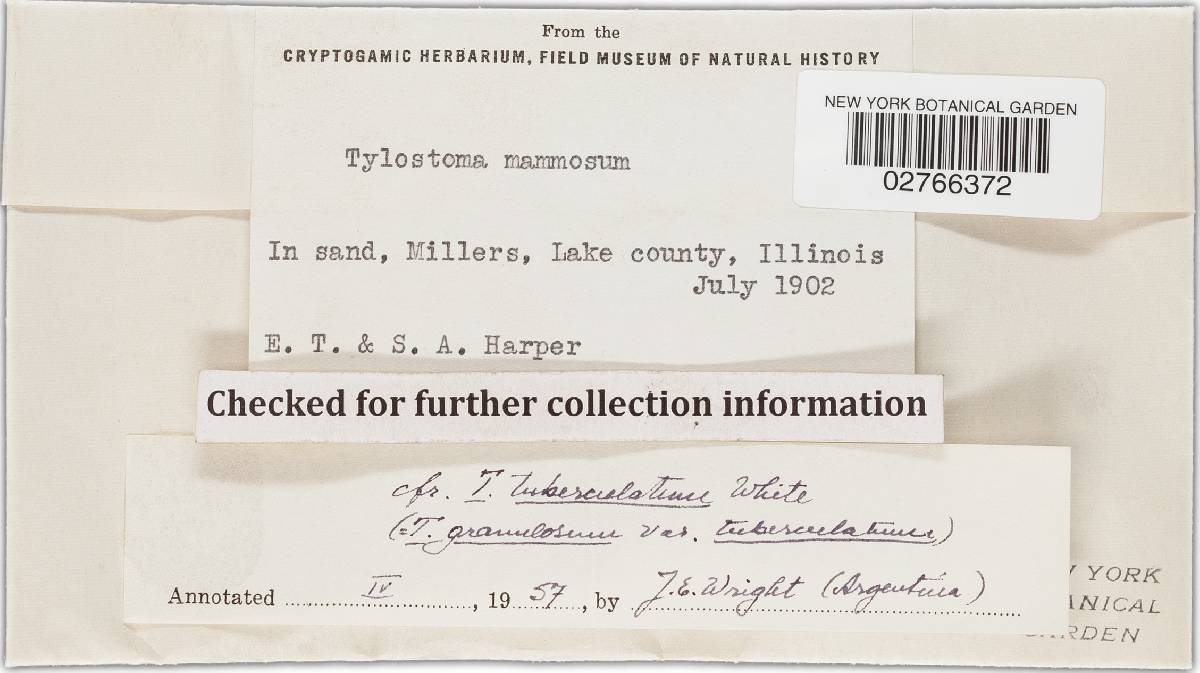 From the
CRYPTOGAMIC HERBARIUM, FIELD MUSEUM OF NATURAL HISTORY
NEW YORK BOTANICAL GARDEN
02766372
Tylostoma mammosum
In sand, Millers, Lake county, Illinois
July 1902
E. T. & S. A. Harper
Checked for further collection information
cfr. T. tuberculatum White
(=T. granulosum var. tuberculatum)
Annotated IV, 1957, by J.E. Wright (Argentina)
YORK
ANICAL
GARDEN